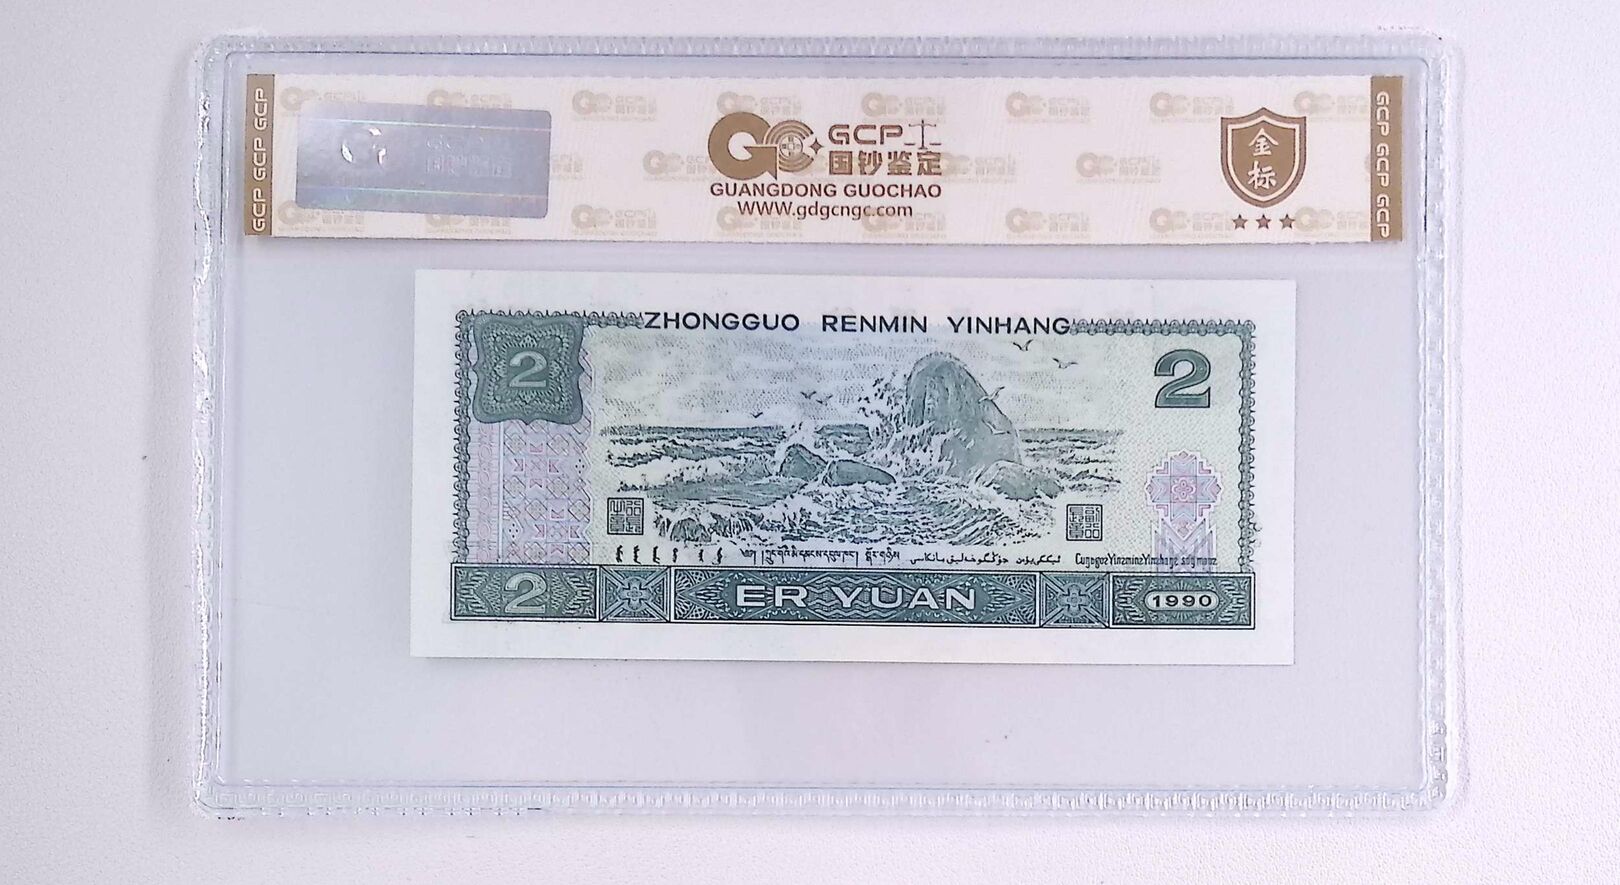 GCP GCP GCP
GCP
国钞鉴定
GUANGDONG GUOCHAO
WWW.gdgcngc.com
金标
GCP GCP GCP
ZHONGGUO RENMIN YINHANG
2
2
2
ER YUAN
1990